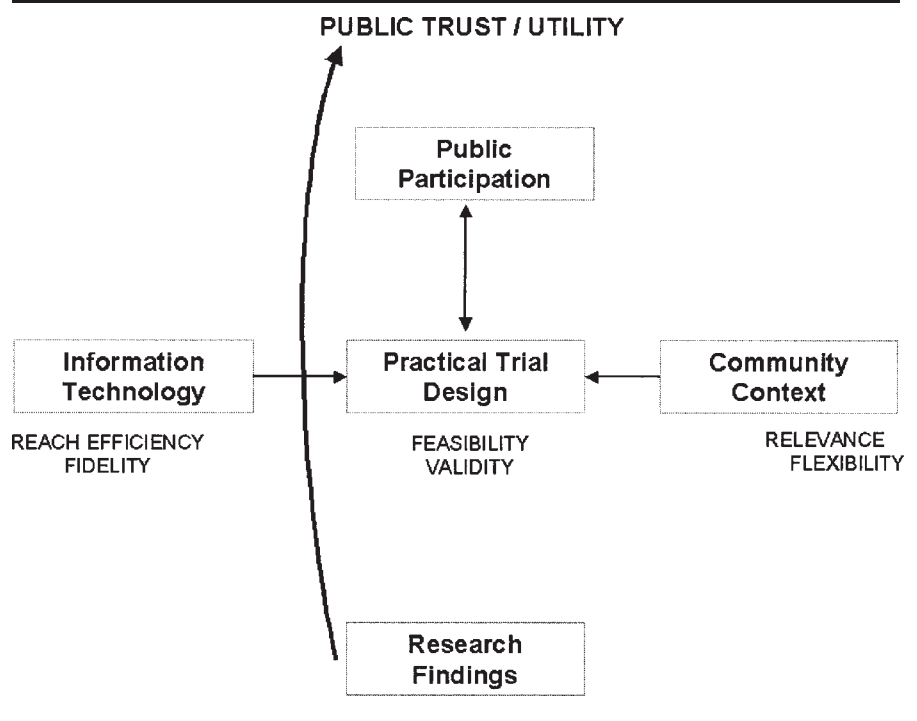 PUBLIC TRUST / UTILITY
Public
Participation
Information
Technology
Practical Trial
Design
Community
Context
REACH EFFICIENCY
FIDELITY
FEASIBILITY
VALIDITY
RELEVANCE
FLEXIBILITY
Research
Findings